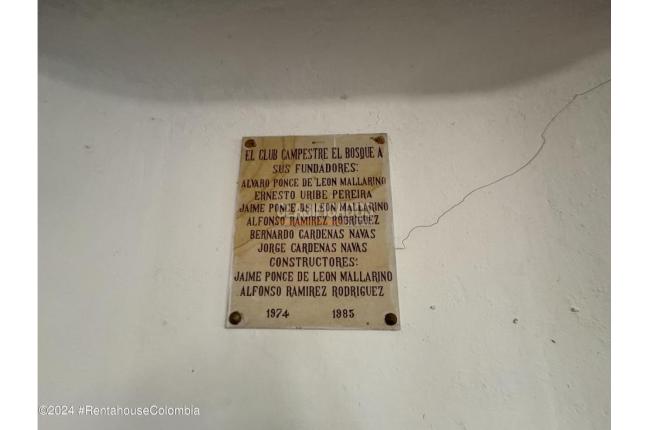 EL CLUB CAMPESTRE EL BOSQUE A
SUS FUNDADORES:
ALVARO PONCE DE LEON MALLARINO
ERNESTO URIBE PEREIRA
JAIME PONCE DE LEON MALLARINO
ALFONSO RAMIREZ RODRIGUEZ
BERNARDO CARDENAS NAVAS
JORGE CARDENAS NAVAS
CONSTRUCTORES:
JAIME PONCE DE LEON MALLARINO
ALFONSO RAMIREZ RODRIGUEZ
1974 1985
©2024 #RentahouseColombia